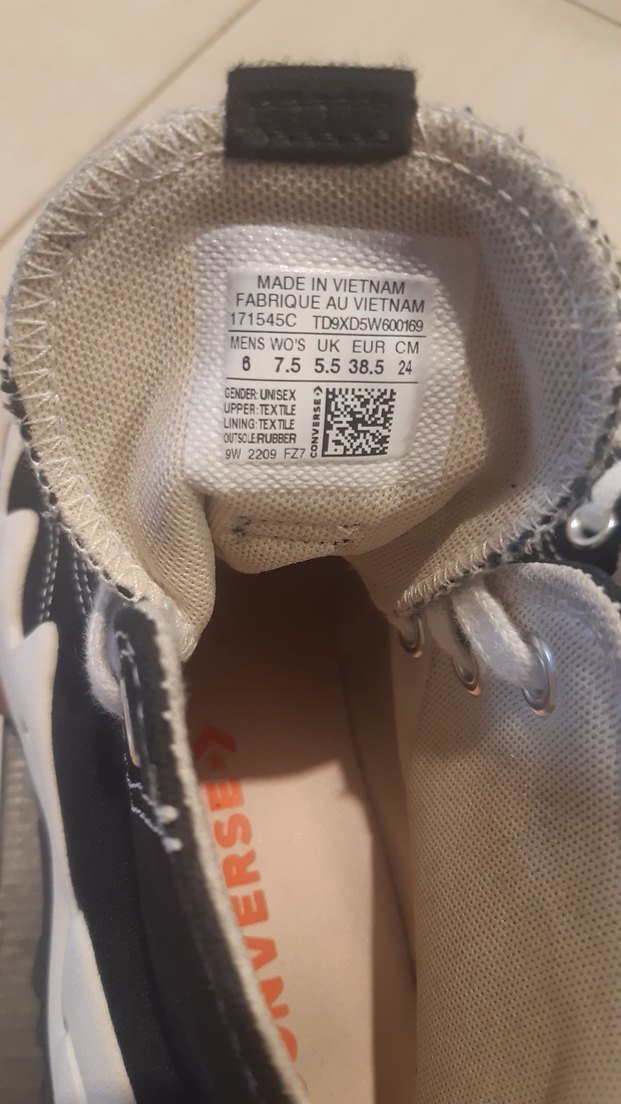 MADE IN VIETNAM
FABRIQUE AU VIETNAM
171545C TD9XD5W600169
MENS WO'S UK EUR CM
6 7.5 5.5 38.5 24
GENDER: UNISEX
UPPER: TEXTILE
LINING: TEXTILE
OUTSOLE:RUBBER
9W 2209 FZ7
CONVERSE
CONVERSE